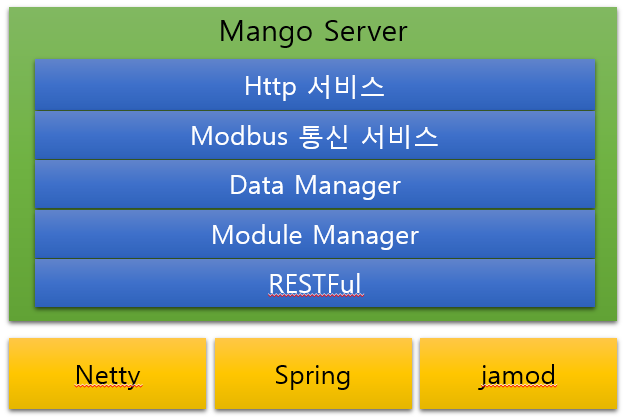 Mango Server
Http 서비스
Modbus 통신 서비스
Data Manager
Module Manager
RESTFul
Netty
Spring
jamod